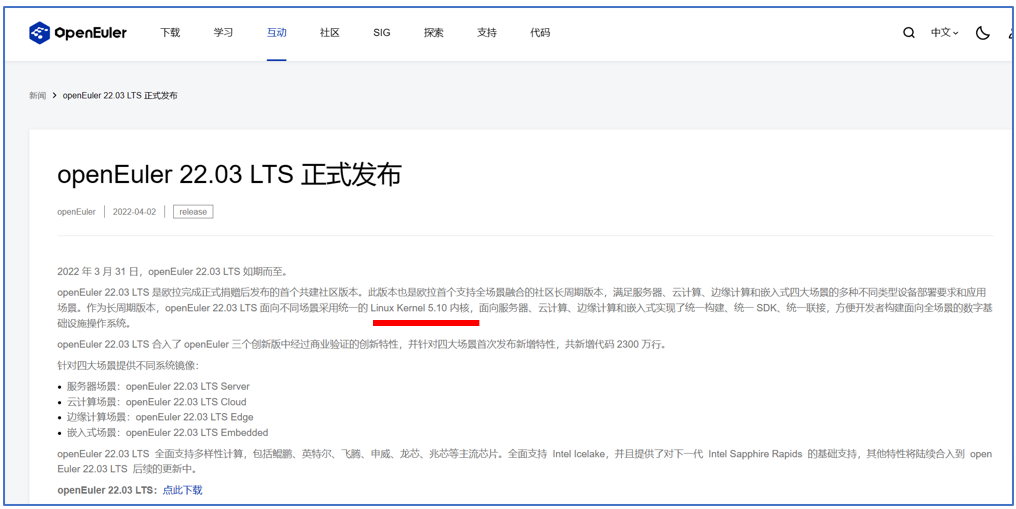 OpenEuler 下载 学习 互动 社区 SIG 探索 支持 代码 中文
新闻 > openEuler 22.03 LTS 正式发布
openEuler 22.03 LTS 正式发布
openEuler | 2022-04-02 | release
2022 年 3 月 31 日，openEuler 22.03 LTS 如期而至。
openEuler 22.03 LTS 是欧拉完成正式捐赠后发布的首个共建社区版本。此版本也是欧拉首个支持全场景融合的社区长周期版本，满足服务器、云计算、边缘计算和嵌入式四大场景的多种不同类型设备部署要求和应用
场景。作为长周期版本，openEuler 22.03 LTS 面向不同场景采用统一的 Linux Kernel 5.10 内核，面向服务器、云计算、边缘计算和嵌入式实现了统一构建、统一 SDK、统一联接，方便开发者构建面向全场景的数字基
础设施操作系统。
openEuler 22.03 LTS 合入了 openEuler 三个创新版中经过商业验证的创新特性，并针对四大场景首次发布新增特性，共新增代码 2300 万行。
针对四大场景提供不同系统镜像：
• 服务器场景：openEuler 22.03 LTS Server
• 云计算场景：openEuler 22.03 LTS Cloud
• 边缘计算场景：openEuler 22.03 LTS Edge
• 嵌入式场景：openEuler 22.03 LTS Embedded
openEuler 22.03 LTS 全面支持多样性计算，包括鲲鹏、英特尔、飞腾、申威、龙芯、兆芯等主流芯片。全面支持 Intel Icelake，并且提供了对下一代 Intel Sapphire Rapids 的基础支持，其他特性将陆续合入到 open
Euler 22.03 LTS 后续的更新中。
openEuler 22.03 LTS：点此下载